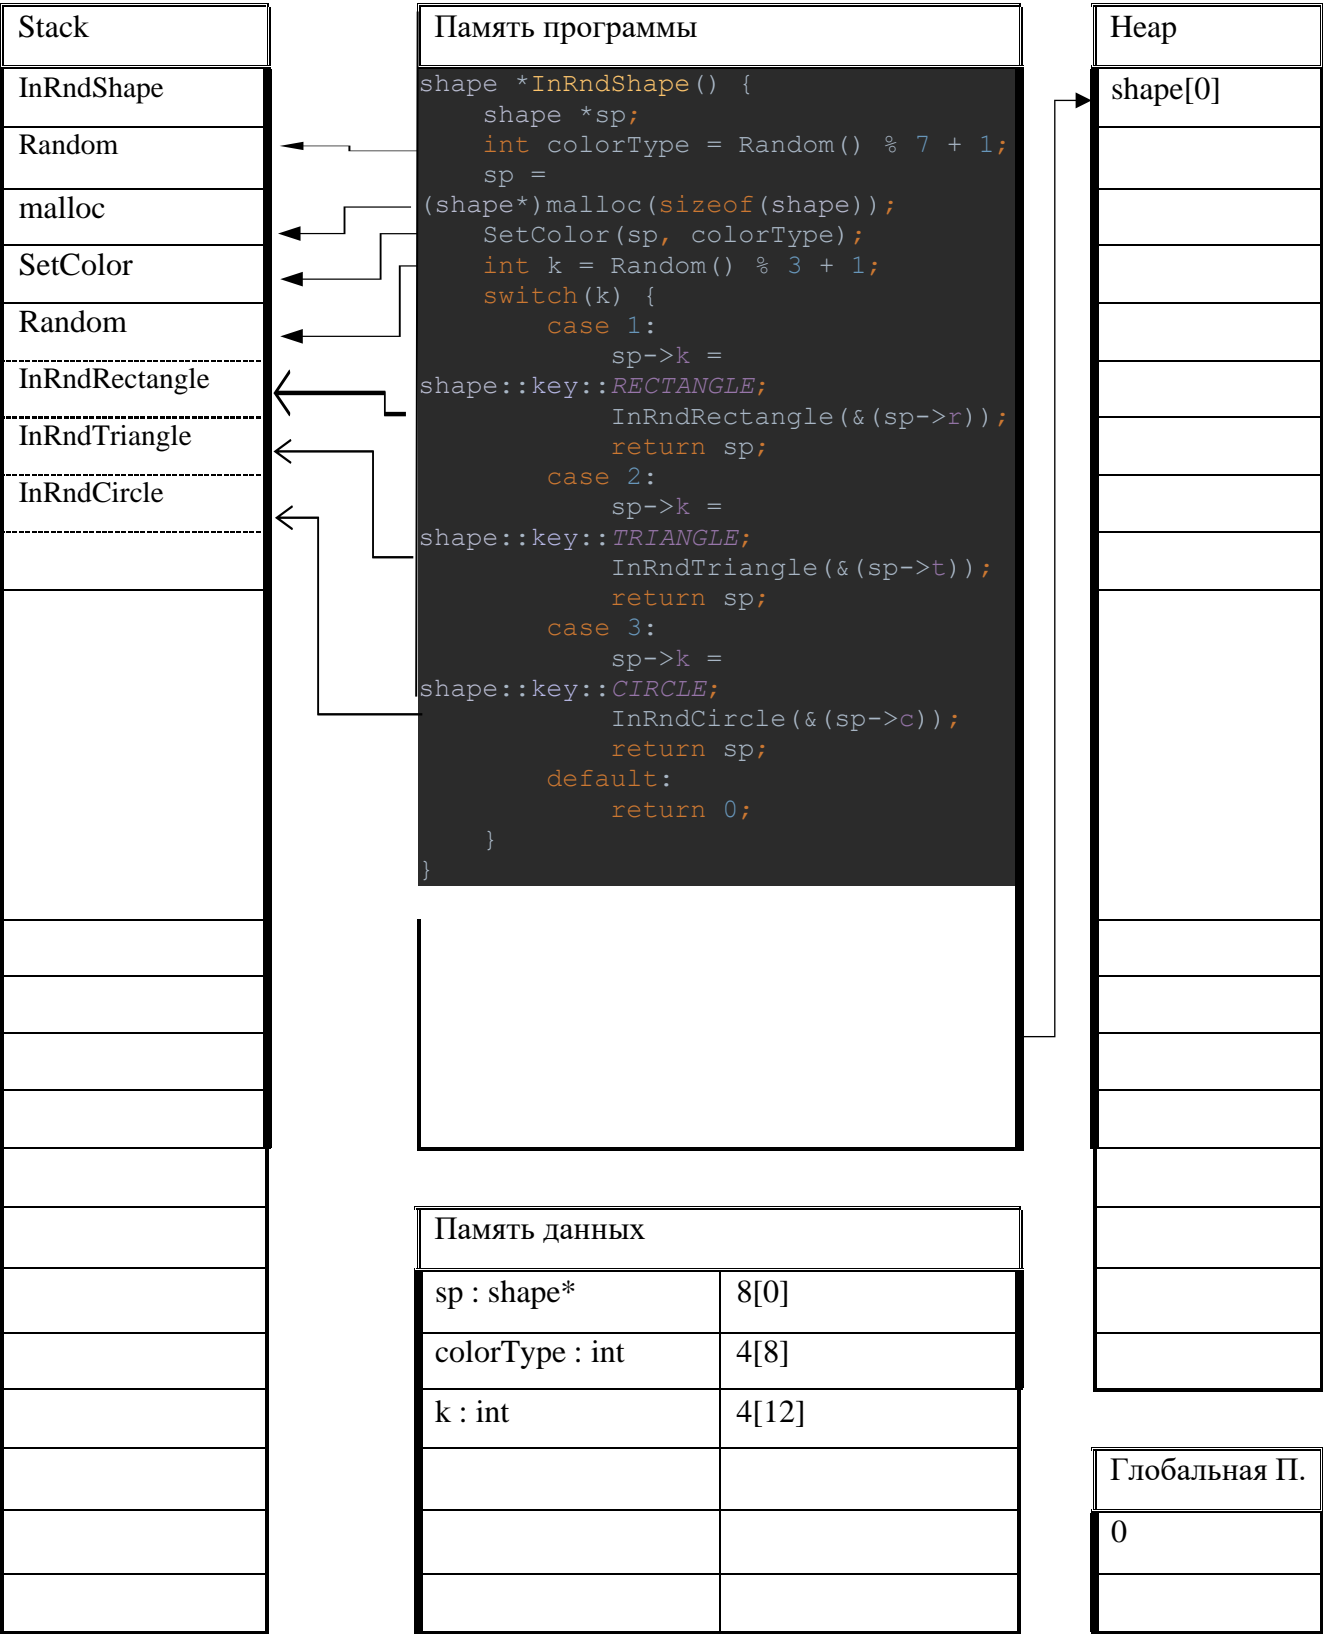 Stack
InRndShape
Random
malloc
SetColor
Random
InRndRectangle
InRndTriangle
InRndCircle
Память программы
shape *InRndShape() {
    shape *sp;
    int colorType = Random() % 7 + 1;
    sp =
(shape*)malloc(sizeof(shape));
    SetColor(sp, colorType);
    int k = Random() % 3 + 1;
    switch(k) {
        case 1:
            sp->k =
shape::key::RECTANGLE;
            InRndRectangle(&(sp->r));
            return sp;
        case 2:
            sp->k =
shape::key::TRIANGLE;
            InRndTriangle(&(sp->t));
            return sp;
        case 3:
            sp->k =
shape::key::CIRCLE;
            InRndCircle(&(sp->c));
            return sp;
        default:
            return 0;
    }
}
Heap
shape[0]
Память данных
sp : shape* 8[0]
colorType : int 4[8]
k : int 4[12]
Глобальная П.
0